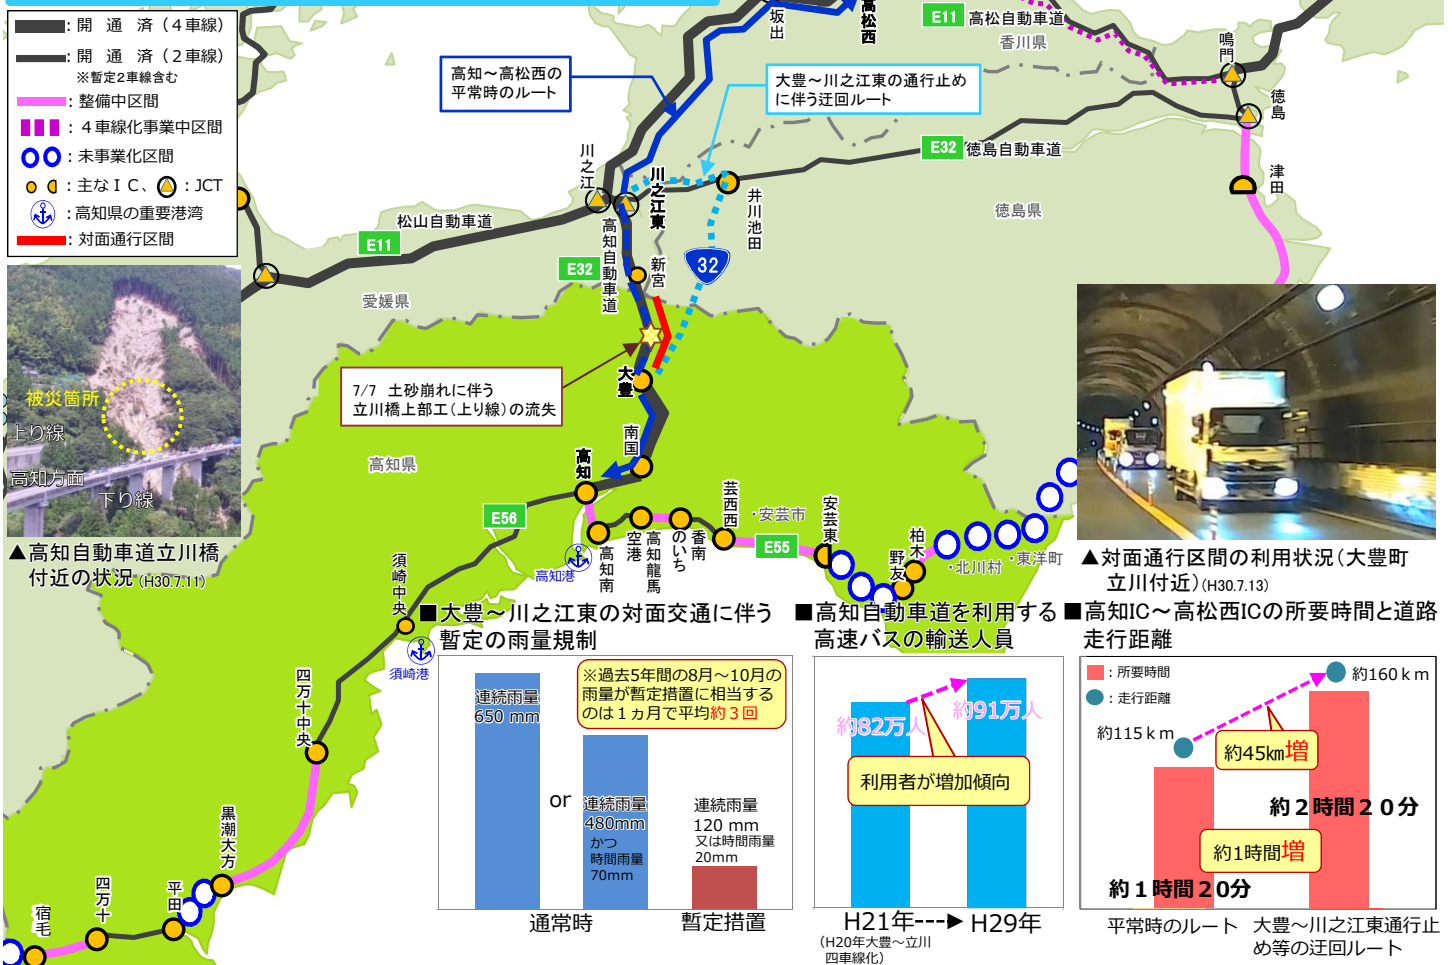 : 開 通 済（４車線）
: 開 通 済（２車線）
※暫定2車線含む
: 整備中区間
: ４車線化事業中区間
: 未事業化区間
: 主なＩＣ、 : JCT
: 高知県の重要港湾
: 対面通行区間
高知～高松西の
平常時のルート
大豊～川之江東の通行止め
に伴う迂回ルート
坂出
高松西
E11
高松自動車道
香川県
鳴門
徳島
E32
徳島自動車道
津田
徳島県
川之江
川之江東
井川池田
松山自動車道
E11
高知自動車道
E32
新宮
32
愛媛県
7/7 土砂崩れに伴う
立川橋上部工（上り線）の流失
大豊
南国
高知
高知県
被災箇所
上り線
高知方面
下り線
▲高知自動車道立川橋
付近の状況（H30.7.11）
▲対面通行区間の利用状況（大豊町
立川付近）（H30.7.13）
E56
須崎中央
須崎港
高知港
高知南
空港
高知龍馬
のいち
香南
芸西西
・安芸市
E55
安芸東
野友
柏木
・北川村
・東洋町
四万十中央
黒潮大方
平田
四万十
宿毛
■大豊～川之江東の対面交通に伴う
暫定の雨量規制
連続雨量
650 mm
or
連続雨量
480mm
かつ
時間雨量
70mm
※過去5年間の8月～10月の
雨量が暫定措置に相当する
のは１ヵ月で平均約３回
連続雨量
120 mm
又は時間雨量
20mm
通常時
暫定措置
■高知自動車道を利用する
高速バスの輸送人員
約82万人
約91万人
利用者が増加傾向
H21年
H29年
（H20年大豊～立川
四車線化）
■高知IC～高松西ICの所要時間と道路
走行距離
: 所要時間
: 走行距離
約115ｋｍ
約160ｋｍ
約45㎞増
約２時間２０分
約1時間増
約１時間２0分
平常時のルート
大豊～川之江東通行止
め等の迂回ルート